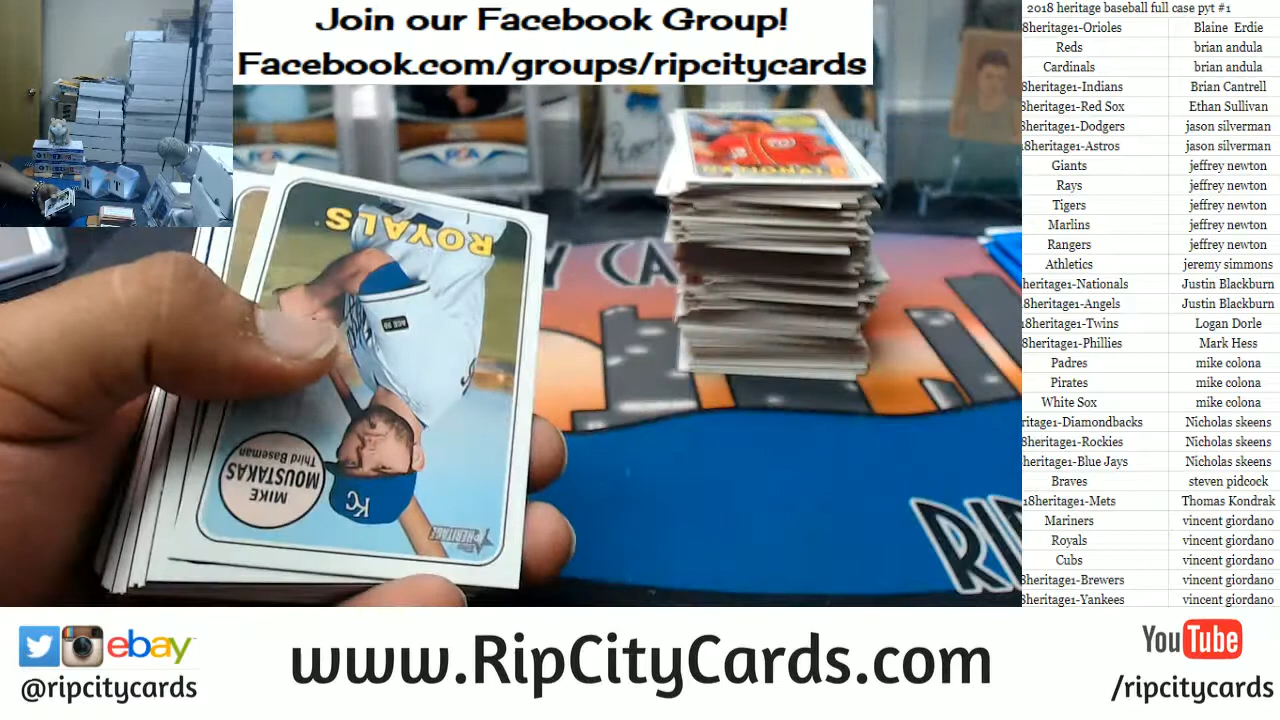 Join our Facebook Group!
Facebook.com/groups/ripcitycards
2018 heritage baseball full case pyt #1
8heritage1-Orioles Blaine Erdie
Reds brian andula
Cardinals brian andula
8heritage1-Indians Brian Cantrell
8heritage1-Red Sox Ethan Sullivan
8heritage1-Dodgers jason silverman
18heritage1-Astros jason silverman
Giants jeffrey newton
Rays jeffrey newton
Tigers jeffrey newton
Marlins jeffrey newton
Rangers jeffrey newton
Athletics jeremy simmons
heritage1-Nationals Justin Blackburn
18heritage1-Angels Justin Blackburn
18heritage1-Twins Logan Dorle
8heritage1-Phillies Mark Hess
Padres mike colona
Pirates mike colona
White Sox mike colona
ritage1-Diamondbacks Nicholas skeens
heritage1-Rockies Nicholas skeens
heritage1-Blue Jays Nicholas skeens
Braves steven pidcock
18heritage1-Mets Thomas Kondrak
Mariners vincent giordano
Royals vincent giordano
Cubs vincent giordano
8heritage1-Brewers vincent giordano
8heritage1-Yankees vincent giordano
ROYALS
KC
MIKE
MOUSTAKAS
Third Baseman
HERITAGE
Y CA
RIP
ebay
@ripcitycards
www.RipCityCards.com
YouTube
/ripcitycards